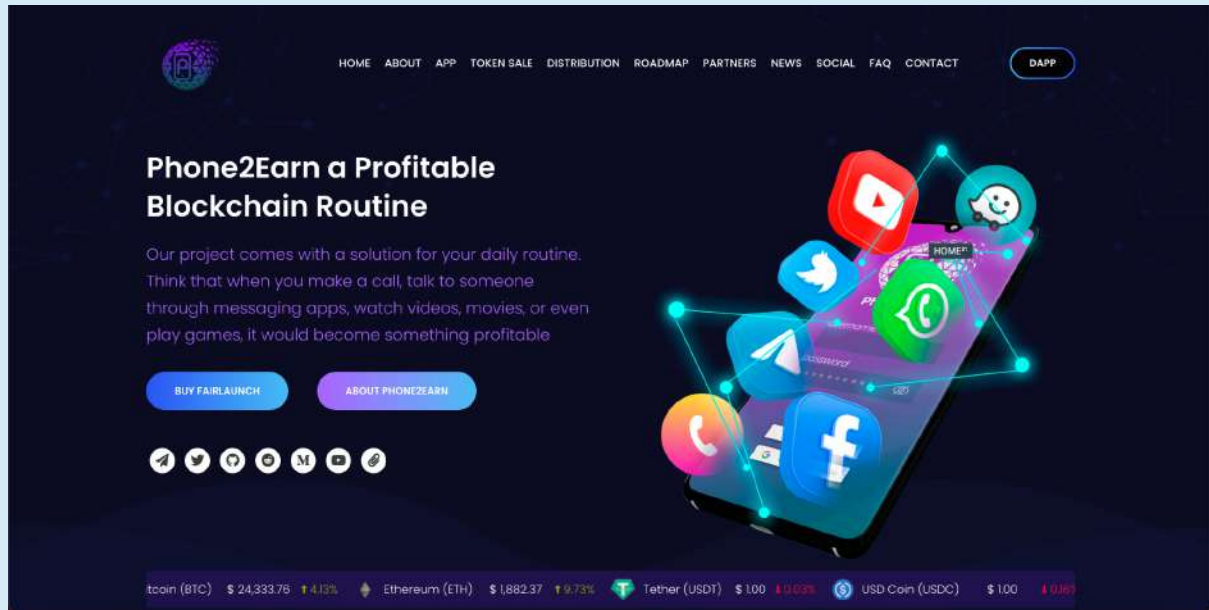 HOME ABOUT APP TOKEN SALE DISTRIBUTION ROADMAP PARTNERS NEWS SOCIAL FAQ CONTACT DAPP
Phone2Earn a Profitable
Blockchain Routine
Our project comes with a solution for your daily routine.
Think that when you make a call, talk to someone
through messaging apps, watch videos, movies, or even
play games, it would become something profitable
BUY FAIRLAUNCH ABOUT PHONE2EARN
HOME
password
tcoin (BTC) $ 24,333.76 4.13% Ethereum (ETH) $ 1,882.37 9.73% Tether (USDT) $ 1.00 0.03% USD Coin (USDC) $ 1.00